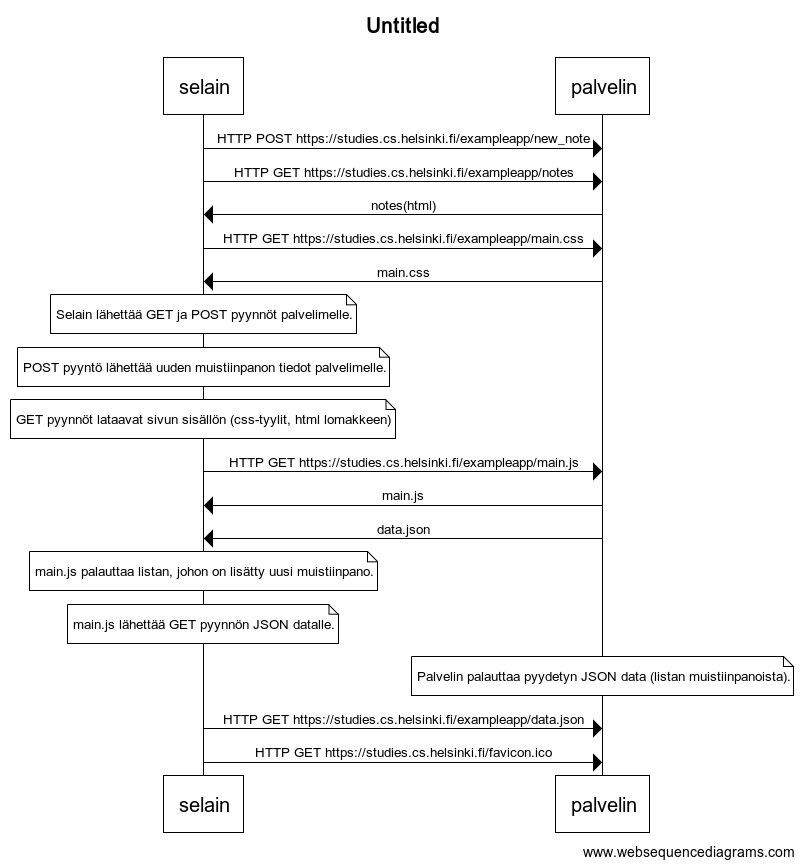 Untitled
selain
palvelin
HTTP POST https://studies.cs.helsinki.fi/exampleapp/new_note
HTTP GET https://studies.cs.helsinki.fi/exampleapp/notes
notes(html)
HTTP GET https://studies.cs.helsinki.fi/exampleapp/main.css
main.css
Selain lähettää GET ja POST pyynnöt palvelimelle.
POST pyyntö lähettää uuden muistiinpanon tiedot palvelimelle.
GET pyynnöt lataavat sivun sisällön (css-tyylit, html lomakkeen)
HTTP GET https://studies.cs.helsinki.fi/exampleapp/main.js
main.js
data.json
main.js palauttaa listan, johon on lisätty uusi muistiinpano.
main.js lähettää GET pyynnön JSON datalle.
Palvelin palauttaa pyydetyn JSON data (listan muistiinpanoista).
HTTP GET https://studies.cs.helsinki.fi/exampleapp/data.json
HTTP GET https://studies.cs.helsinki.fi/favicon.ico
selain
palvelin
www.websequencediagrams.com